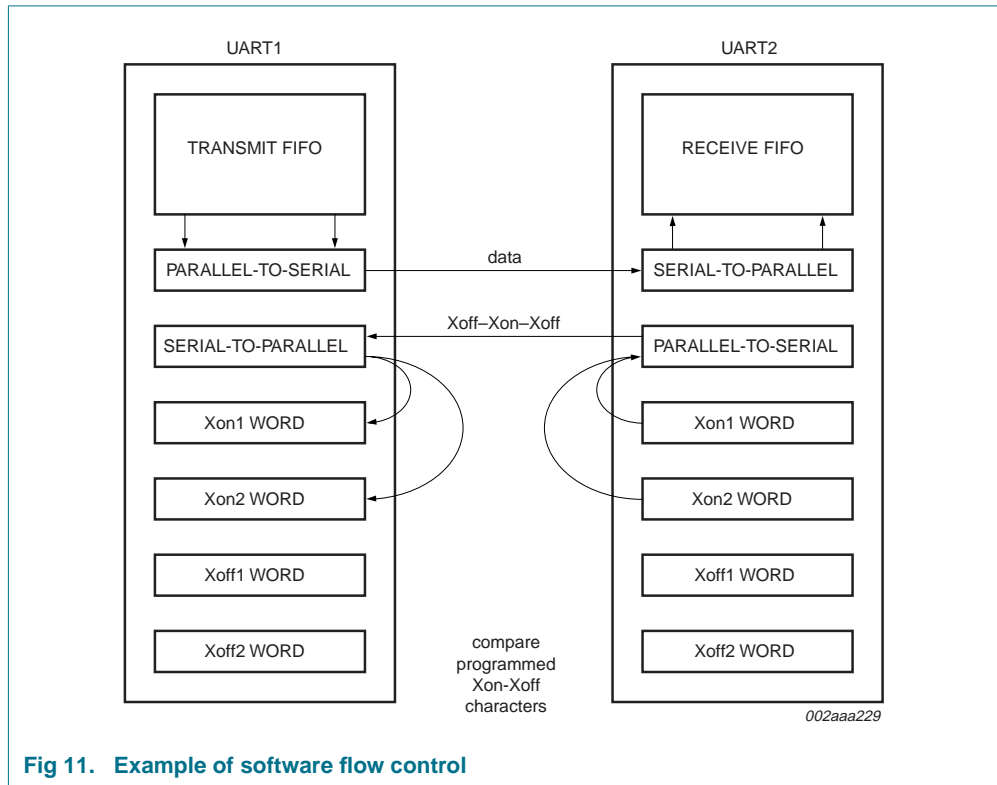 UART1
UART2
TRANSMIT FIFO
RECEIVE FIFO
PARALLEL-TO-SERIAL
data
SERIAL-TO-PARALLEL
Xoff–Xon–Xoff
SERIAL-TO-PARALLEL
PARALLEL-TO-SERIAL
Xon1 WORD
Xon1 WORD
Xon2 WORD
Xon2 WORD
Xoff1 WORD
Xoff1 WORD
Xoff2 WORD
Xoff2 WORD
compare
programmed
Xon-Xoff
characters
002aaa229
Fig 11. Example of software flow control